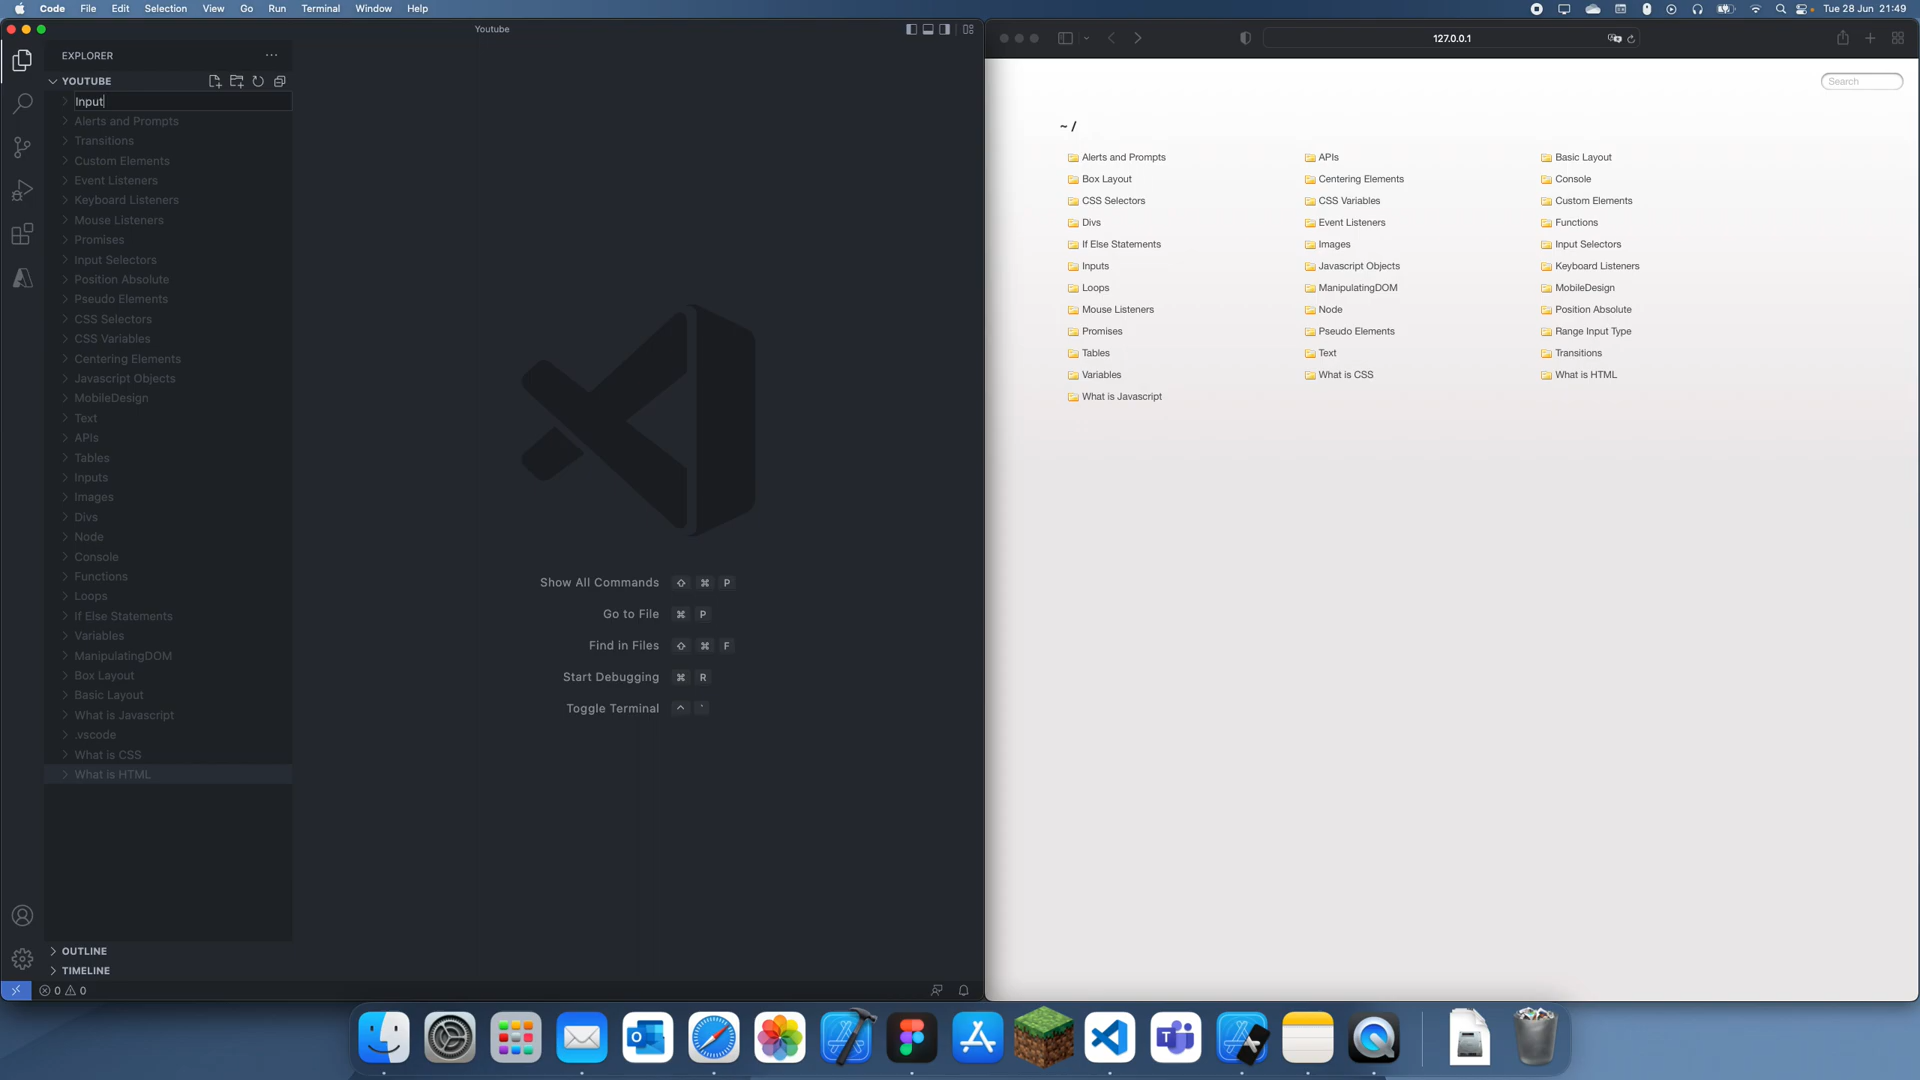 Code File Edit Selection View Go Run Terminal Window Help
Tue 28 Jun 21:49
Youtube
EXPLORER
YOUTUBE
Input
Alerts and Prompts
Transitions
Custom Elements
Event Listeners
Keyboard Listeners
Mouse Listeners
Promises
Input Selectors
Position Absolute
Pseudo Elements
CSS Selectors
CSS Variables
Centering Elements
Javascript Objects
MobileDesign
Text
APIs
Tables
Inputs
Images
Divs
Node
Console
Functions
Loops
If Else Statements
Variables
ManipulatingDOM
Box Layout
Basic Layout
What is Javascript
.vscode
What is CSS
What is HTML
OUTLINE
TIMELINE
0 0
Show All Commands ⇧ ⌘ P
Go to File ⌘ P
Find in Files ⇧ ⌘ F
Start Debugging ⌘ R
Toggle Terminal ^ `
127.0.0.1
Search
~ /
Alerts and Prompts APIs Basic Layout
Box Layout Centering Elements Console
CSS Selectors CSS Variables Custom Elements
Divs Event Listeners Functions
If Else Statements Images Input Selectors
Inputs Javascript Objects Keyboard Listeners
Loops ManipulatingDOM MobileDesign
Mouse Listeners Node Position Absolute
Promises Pseudo Elements Range Input Type
Tables Text Transitions
Variables What is CSS What is HTML
What is Javascript